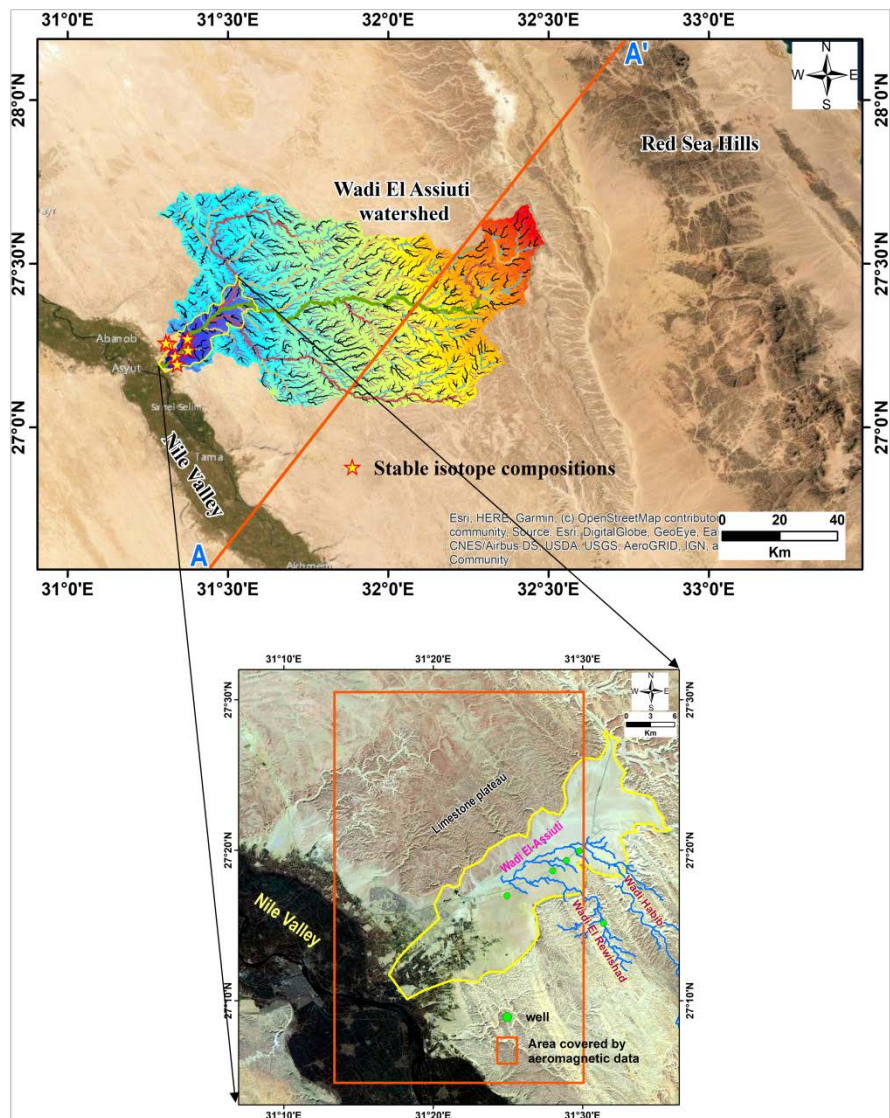 31°0'E 31°30'E 32°0'E 32°30'E 33°0'E
A'
N
W E
S
28°0'N 28°0'N
Red Sea Hills
Wadi El Assiuti
watershed
27°30'N 27°30'N
Abanob
Asyut
27°0'N 27°0'N
Tama
Nile Valley
Stable isotope compositions
Esri, HERE, Garmin, (c) OpenStreetMap contributor
community, Source: Esri, DigitalGlobe, GeoEye, Ea
CNES/Airbus DS, USDA, USGS, AeroGRID, IGN, a
Community
0 20 40
Km
A
Akhmem
31°0'E 31°30'E 32°0'E 32°30'E 33°0'E
31°10'E 31°20'E 31°30'E
N
W E
S
0 3 6
Km
27°30'N 27°30'N
Limestone plateau
27°20'N 27°20'N
Wadi El-Assiuti
Wadi Habib
Nile Valley
Wadi El Rewishad
27°10'N 27°10'N
well
Area covered by
aeromagnetic data
31°10'E 31°20'E 31°30'E